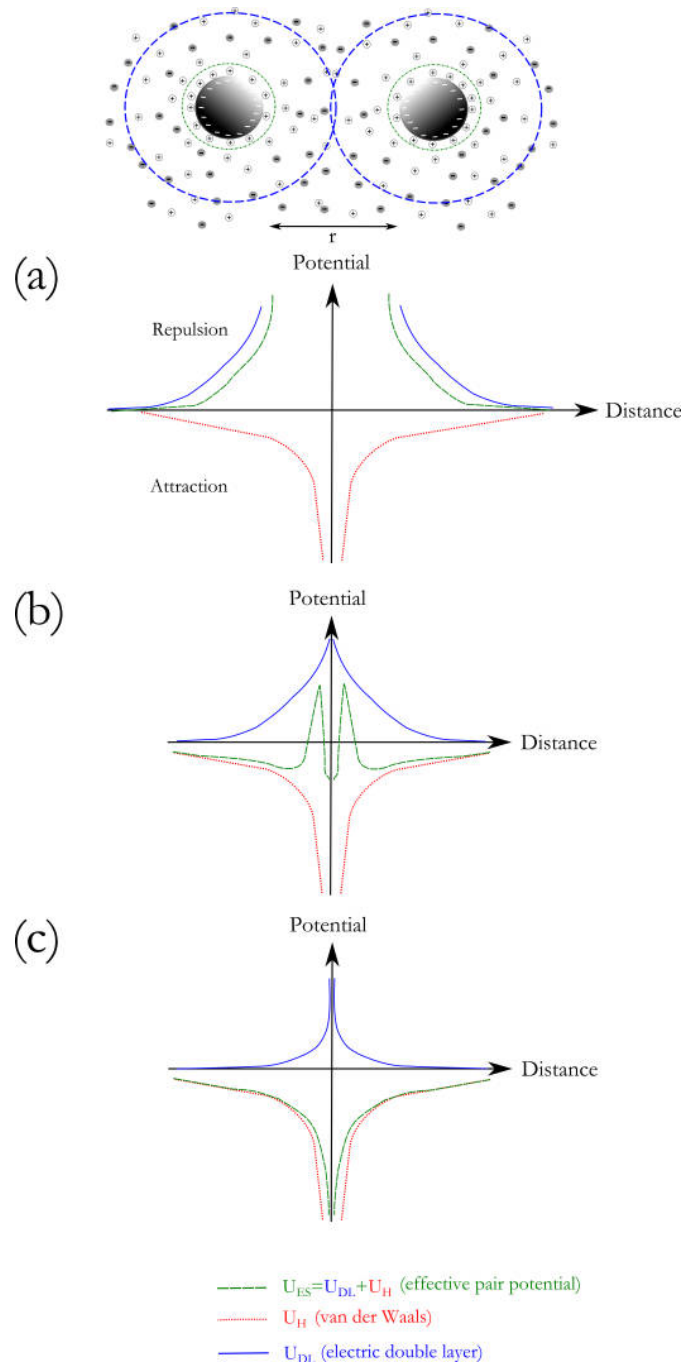 r
Potential
(a)
Repulsion
Distance
Attraction
Potential
(b)
Distance
Potential
(c)
Distance
U_ES=U_DL+U_H (effective pair potential)
U_H (van der Waals)
U_DL (electric double layer)